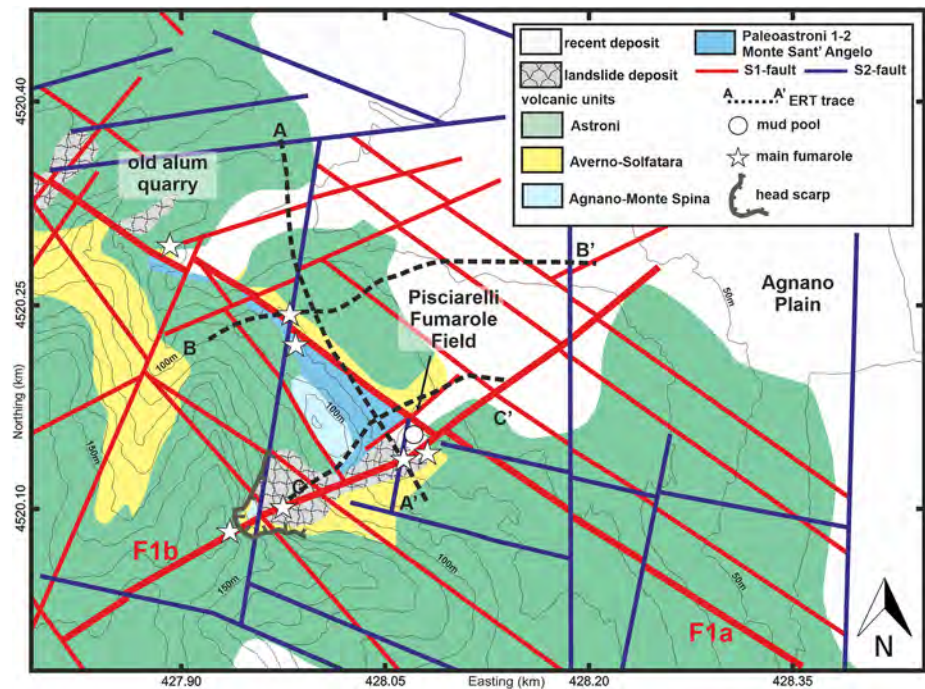 recent deposit
landslide deposit
volcanic units
Astroni
Averno-Solfatara
Agnano-Monte Spina
Paleoastroni 1-2
Monte Sant' Angelo
S1-fault
S2-fault
A A'
ERT trace
mud pool
main fumarole
head scarp
4520.40
4520.25
4520.10
Northing (km)
old alum
quarry
A
B'
B
Pisciarelli
Fumarole
Field
Agnano
Plain
50m
100m
100m
150m
C'
C
A'
F1b
150m
100m
50m
F1a
N
427.90
428.05
Easting (km)
428.20
428.35